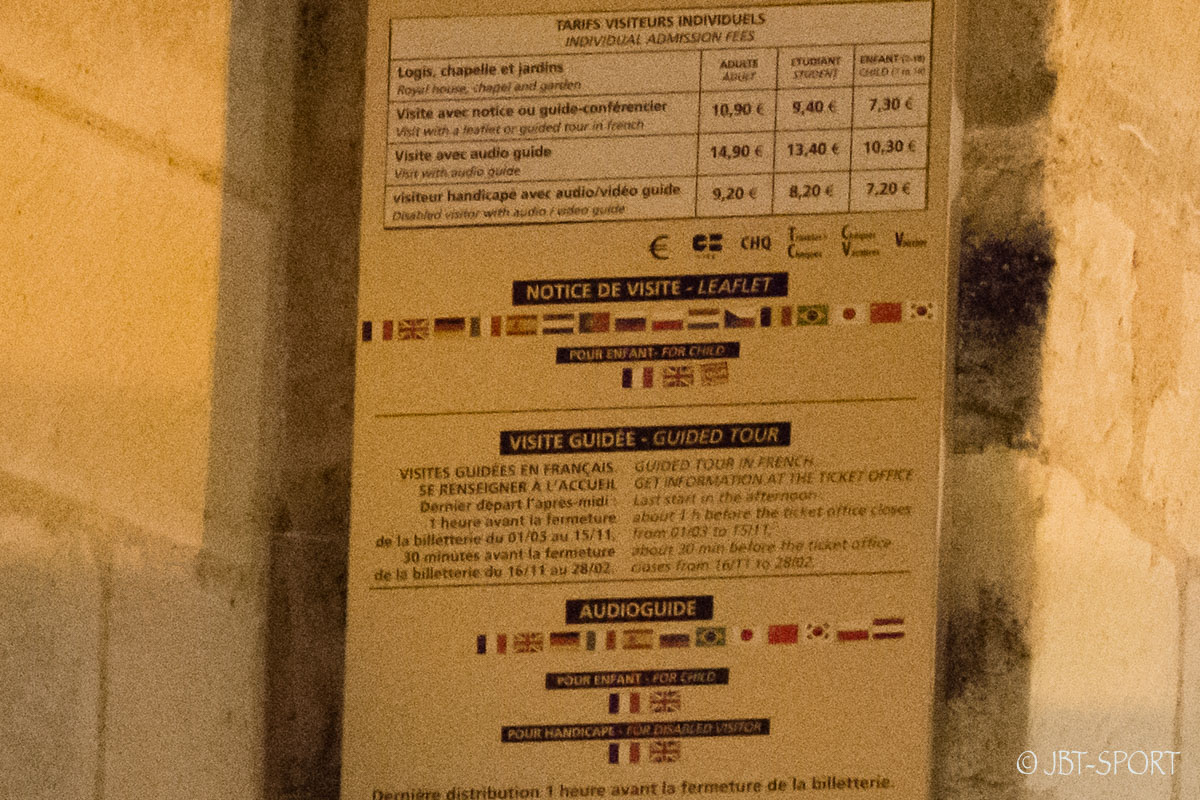 TARIFS VISITEURS INDIVIDUELS
INDIVIDUAL ADMISSION FEES
Logis, chapelle et jardins
Royal house, chapel and garden
ADULTE
ADULT
ETUDIANT
STUDENT
ENFANT
CHILD
Visite avec notice ou guide-conférencier
Visit with a leaflet or guided tour in french
10,90 € 9,40 € 7,30 €
Visite avec audio guide
Visit with audio guide
14,90 € 13,40 € 10,30 €
visiteur handicapé avec audio/vidéo guide
Disabled visitor with audio / video guide
9,20 € 8,20 € 7,20 €
€ CHQ Travelers Cheques Chèques Vacances Voucher
NOTICE DE VISITE - LEAFLET
POUR ENFANT- FOR CHILD
VISITE GUIDÉE - GUIDED TOUR
VISITES GUIDÉES EN FRANÇAIS.
SE RENSEIGNER À L'ACCUEIL
Dernier départ l'après-midi :
1 heure avant la fermeture
de la billetterie du 01/03 au 15/11,
30 minutes avant la fermeture
de la billetterie du 16/11 au 28/02.
GUIDED TOUR IN FRENCH
GET INFORMATION AT THE TICKET OFFICE
Last start in the afternoon :
about 1 h before the ticket office closes
from 01/03 to 15/11,
about 30 min before the ticket office
closes from 16/11 to 28/02.
AUDIOGUIDE
POUR ENFANT - FOR CHILD
POUR HANDICAPÉ - FOR DISABLED VISITOR
Dernière distribution 1 heure avant la fermeture de la billetterie.
© JBT-SPORT